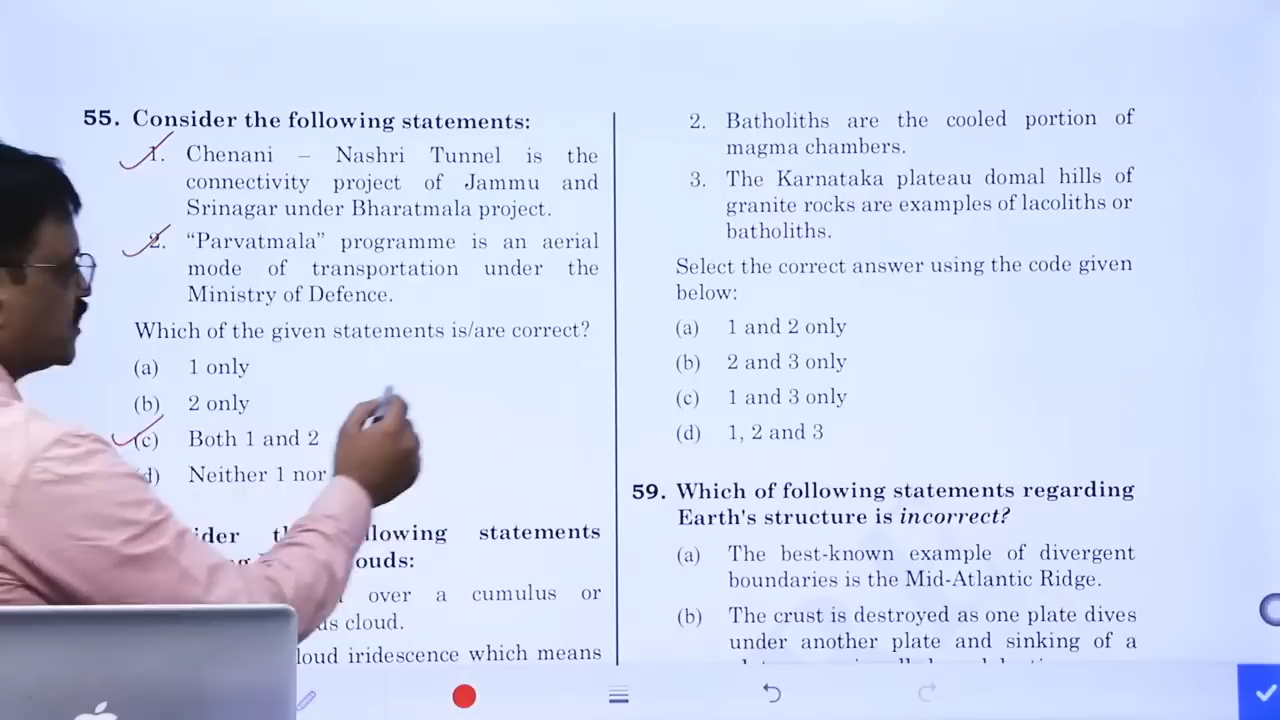 55. Consider the following statements:
1. Chenani – Nashri Tunnel is the
connectivity project of Jammu and
Srinagar under Bharatmala project.
2. “Parvatmala” programme is an aerial
mode of transportation under the
Ministry of Defence.
Which of the given statements is/are correct?
(a) 1 only
(b) 2 only
(c) Both 1 and 2
(d) Neither 1 nor
following statements
ouds:
over a cumulus or
us cloud.
loud iridescence which means
2. Batholiths are the cooled portion of
magma chambers.
3. The Karnataka plateau domal hills of
granite rocks are examples of lacoliths or
batholiths.
Select the correct answer using the code given
below:
(a) 1 and 2 only
(b) 2 and 3 only
(c) 1 and 3 only
(d) 1, 2 and 3
59. Which of following statements regarding
Earth's structure is incorrect?
(a) The best-known example of divergent
boundaries is the Mid-Atlantic Ridge.
(b) The crust is destroyed as one plate dives
under another plate and sinking of a